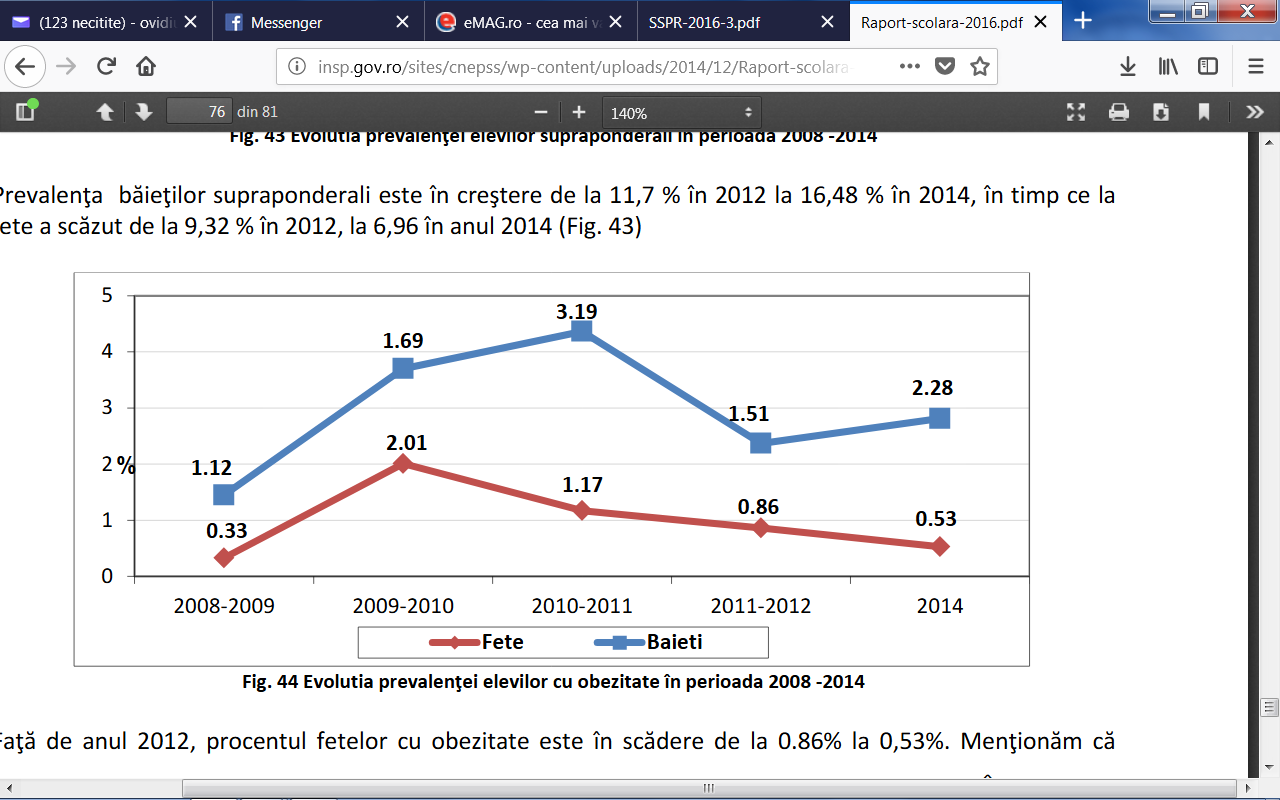 (123 necitite) - ovidi
Messenger
eMAG.ro - cea mai v
SSPR-2016-3.pdf
Raport-scolara-2016.pdf
insp.gov.ro/sites/cnepss/wp-content/uploads/2014/12/Raport-scolara-
76 din 81
140%
Fig. 43 Evolutia prevalenţei elevilor supraponderali in perioada 2008 -2014
Prevalenţa băieţilor supraponderali este în creştere de la 11,7 % în 2012 la 16,48 % în 2014, în timp ce la
fete a scăzut de la 9,32 % în 2012, la 6,96 în anul 2014 (Fig. 43)
5
4
3
2 %
1
0
1.12
1.69
3.19
1.51
2.28
0.33
2.01
1.17
0.86
0.53
2008-2009
2009-2010
2010-2011
2011-2012
2014
Fete
Baieti
Fig. 44 Evolutia prevalenţei elevilor cu obezitate în perioada 2008 -2014
Faţă de anul 2012, procentul fetelor cu obezitate este în scădere de la 0.86% la 0,53%. Menţionăm că